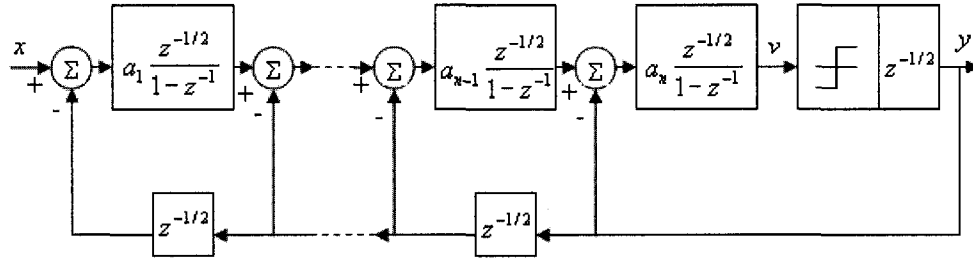 x + - Σ a₁ z^{-1/2} / 1 - z^{-1} + - Σ + - Σ a_{n-1} z^{-1/2} / 1 - z^{-1} + - Σ a_n z^{-1/2} / 1 - z^{-1} v z^{-1/2} y
z^{-1/2} z^{-1/2}